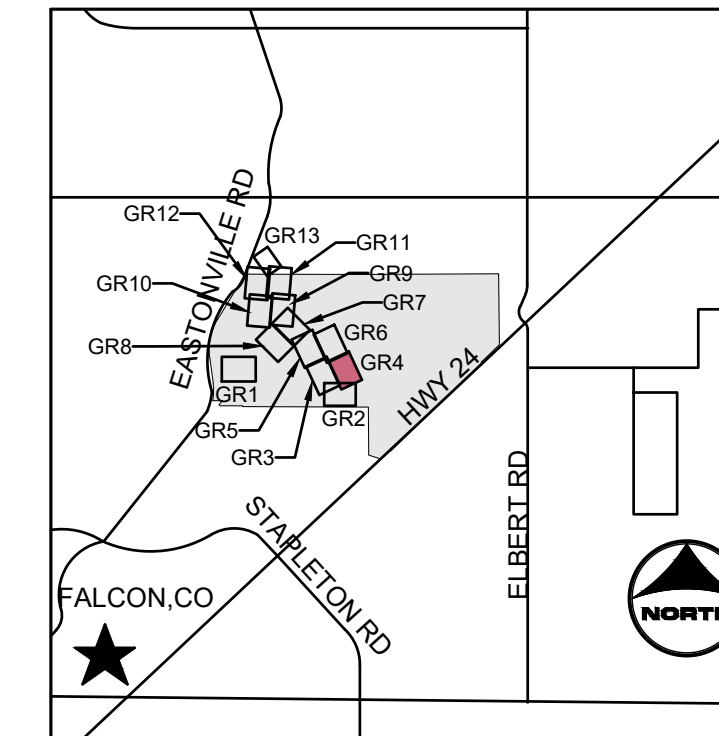 EASTONVILLE RD
GR12
GR13
GR11
GR10
GR9
GR7
GR8
GR6
GR4
GR1
GR2
GR5
GR3
HWY 24
ELBERT RD
STAPLETON RD
FALCON,CO